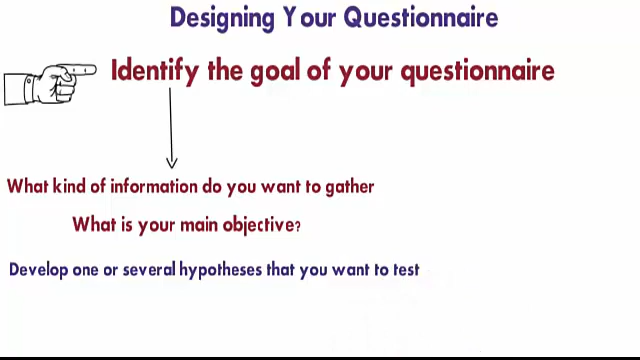 Designing Your Questionnaire
Identify the goal of your questionnaire
What kind of information do you want to gather
What is your main objective?
Develop one or several hypotheses that you want to test